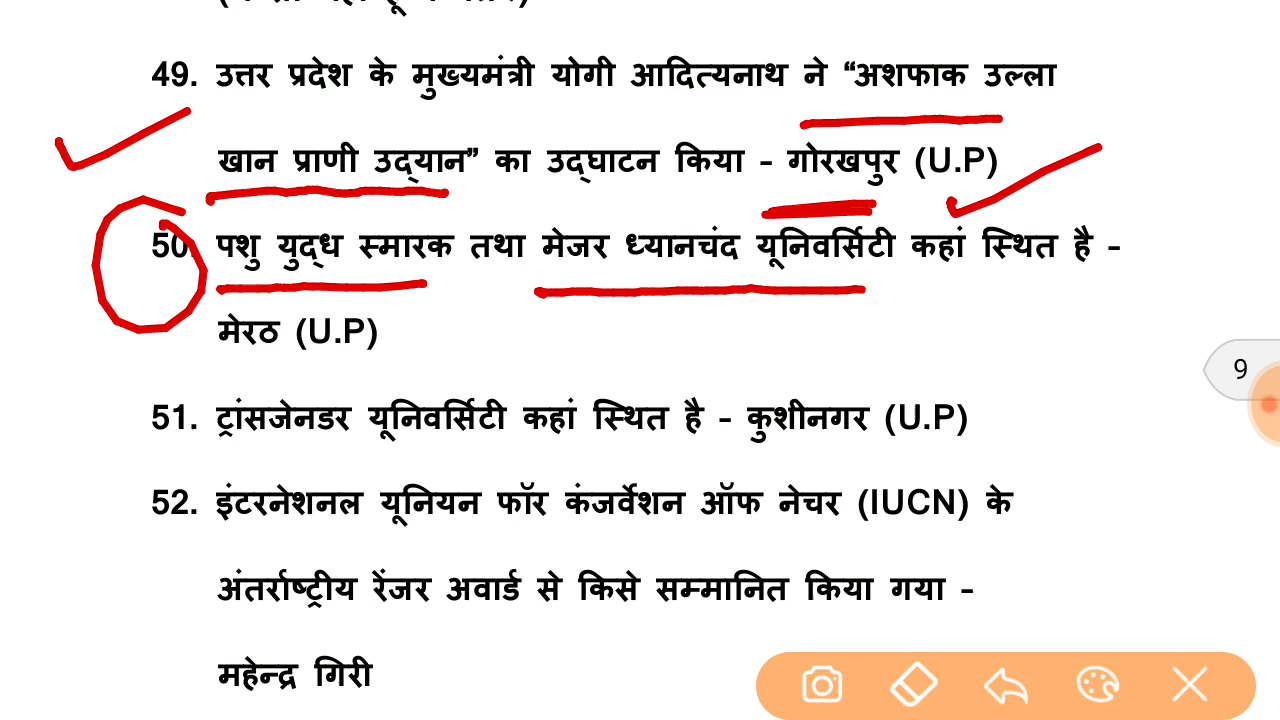 49. उत्तर प्रदेश के मुख्यमंत्री योगी आदित्यनाथ ने “अशफाक उल्ला
खान प्राणी उद्यान” का उद्घाटन किया – गोरखपुर (U.P)
50. पशु युद्ध स्मारक तथा मेजर ध्यानचंद यूनिवर्सिटी कहां स्थित है –
मेरठ (U.P)
51. ट्रांसजेनडर यूनिवर्सिटी कहां स्थित है – कुशीनगर (U.P)
52. इंटरनेशनल यूनियन फॉर कंजर्वेशन ऑफ नेचर (IUCN) के
अंतर्राष्ट्रीय रेंजर अवार्ड से किसे सम्मानित किया गया –
महेन्द्र गिरी
9